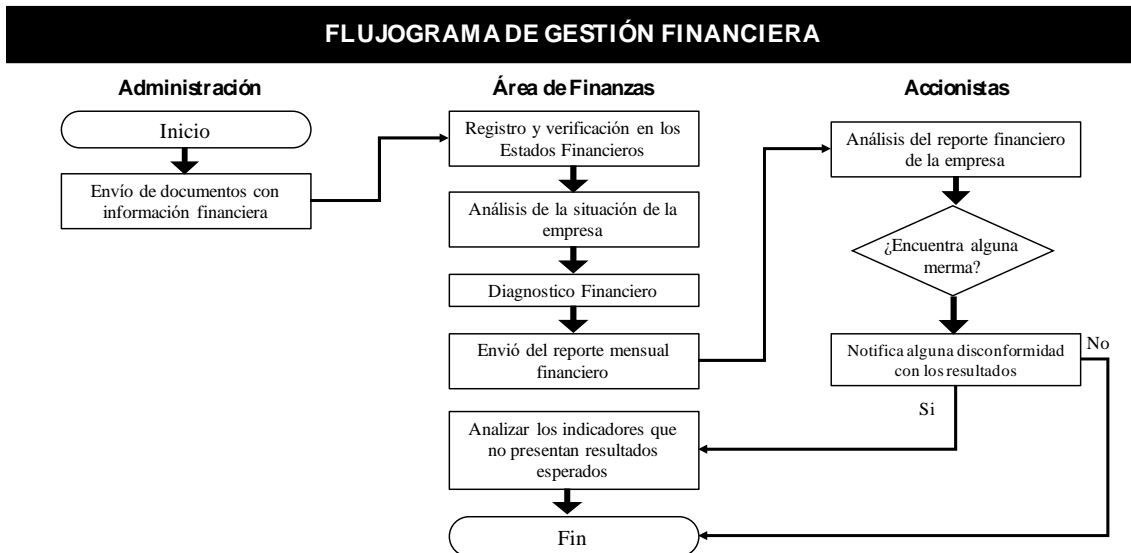 FLUJOGRAMA DE GESTIÓN FINANCIERA
Administración
Área de Finanzas
Accionistas
Inicio
Envío de documentos con
información financiera
Registro y verificación en los
Estados Financieros
Análisis de la situación de la
empresa
Diagnostico Financiero
Envió del reporte mensual
financiero
Análisis del reporte financiero
de la empresa
¿Encuentra alguna
merma?
Notifica alguna disconformidad
con los resultados
No
Si
Analizar los indicadores que
no presentan resultados
esperados
Fin